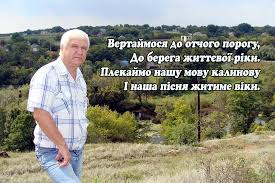 Вертаймося до отчого порогу,
До берега життєвої ріки.
Плекаймо нашу мову калинову
І наша пісня житиме віки.